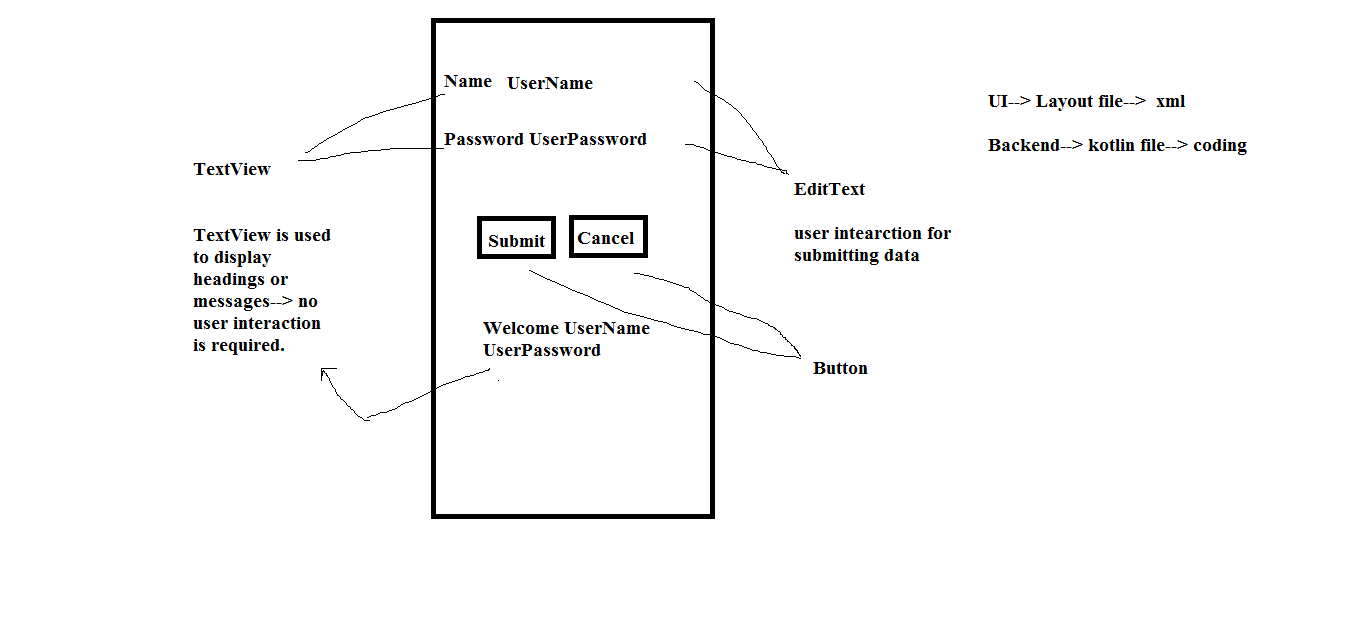 Name UserName
Password UserPassword
Submit
Cancel
Welcome UserName
UserPassword
TextView
TextView is used
to display
headings or
messages--> no
user interaction
is required.
EditText
user intearction for
submitting data
Button
UI--> Layout file--> xml
Backend--> kotlin file--> coding